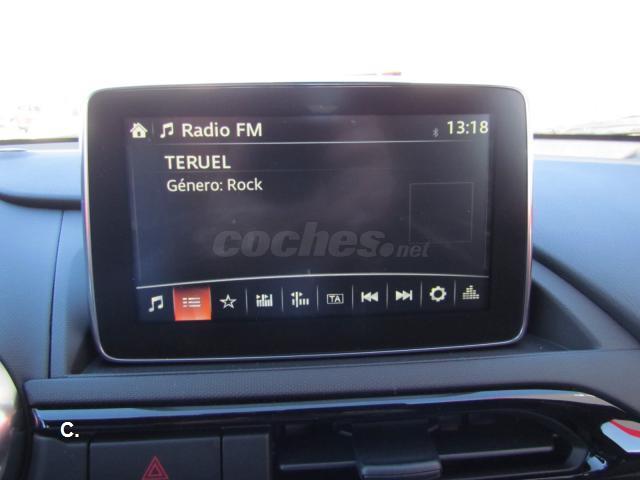 Radio FM
13:18
TERUEL
Género: Rock
coches.net
TA
C.